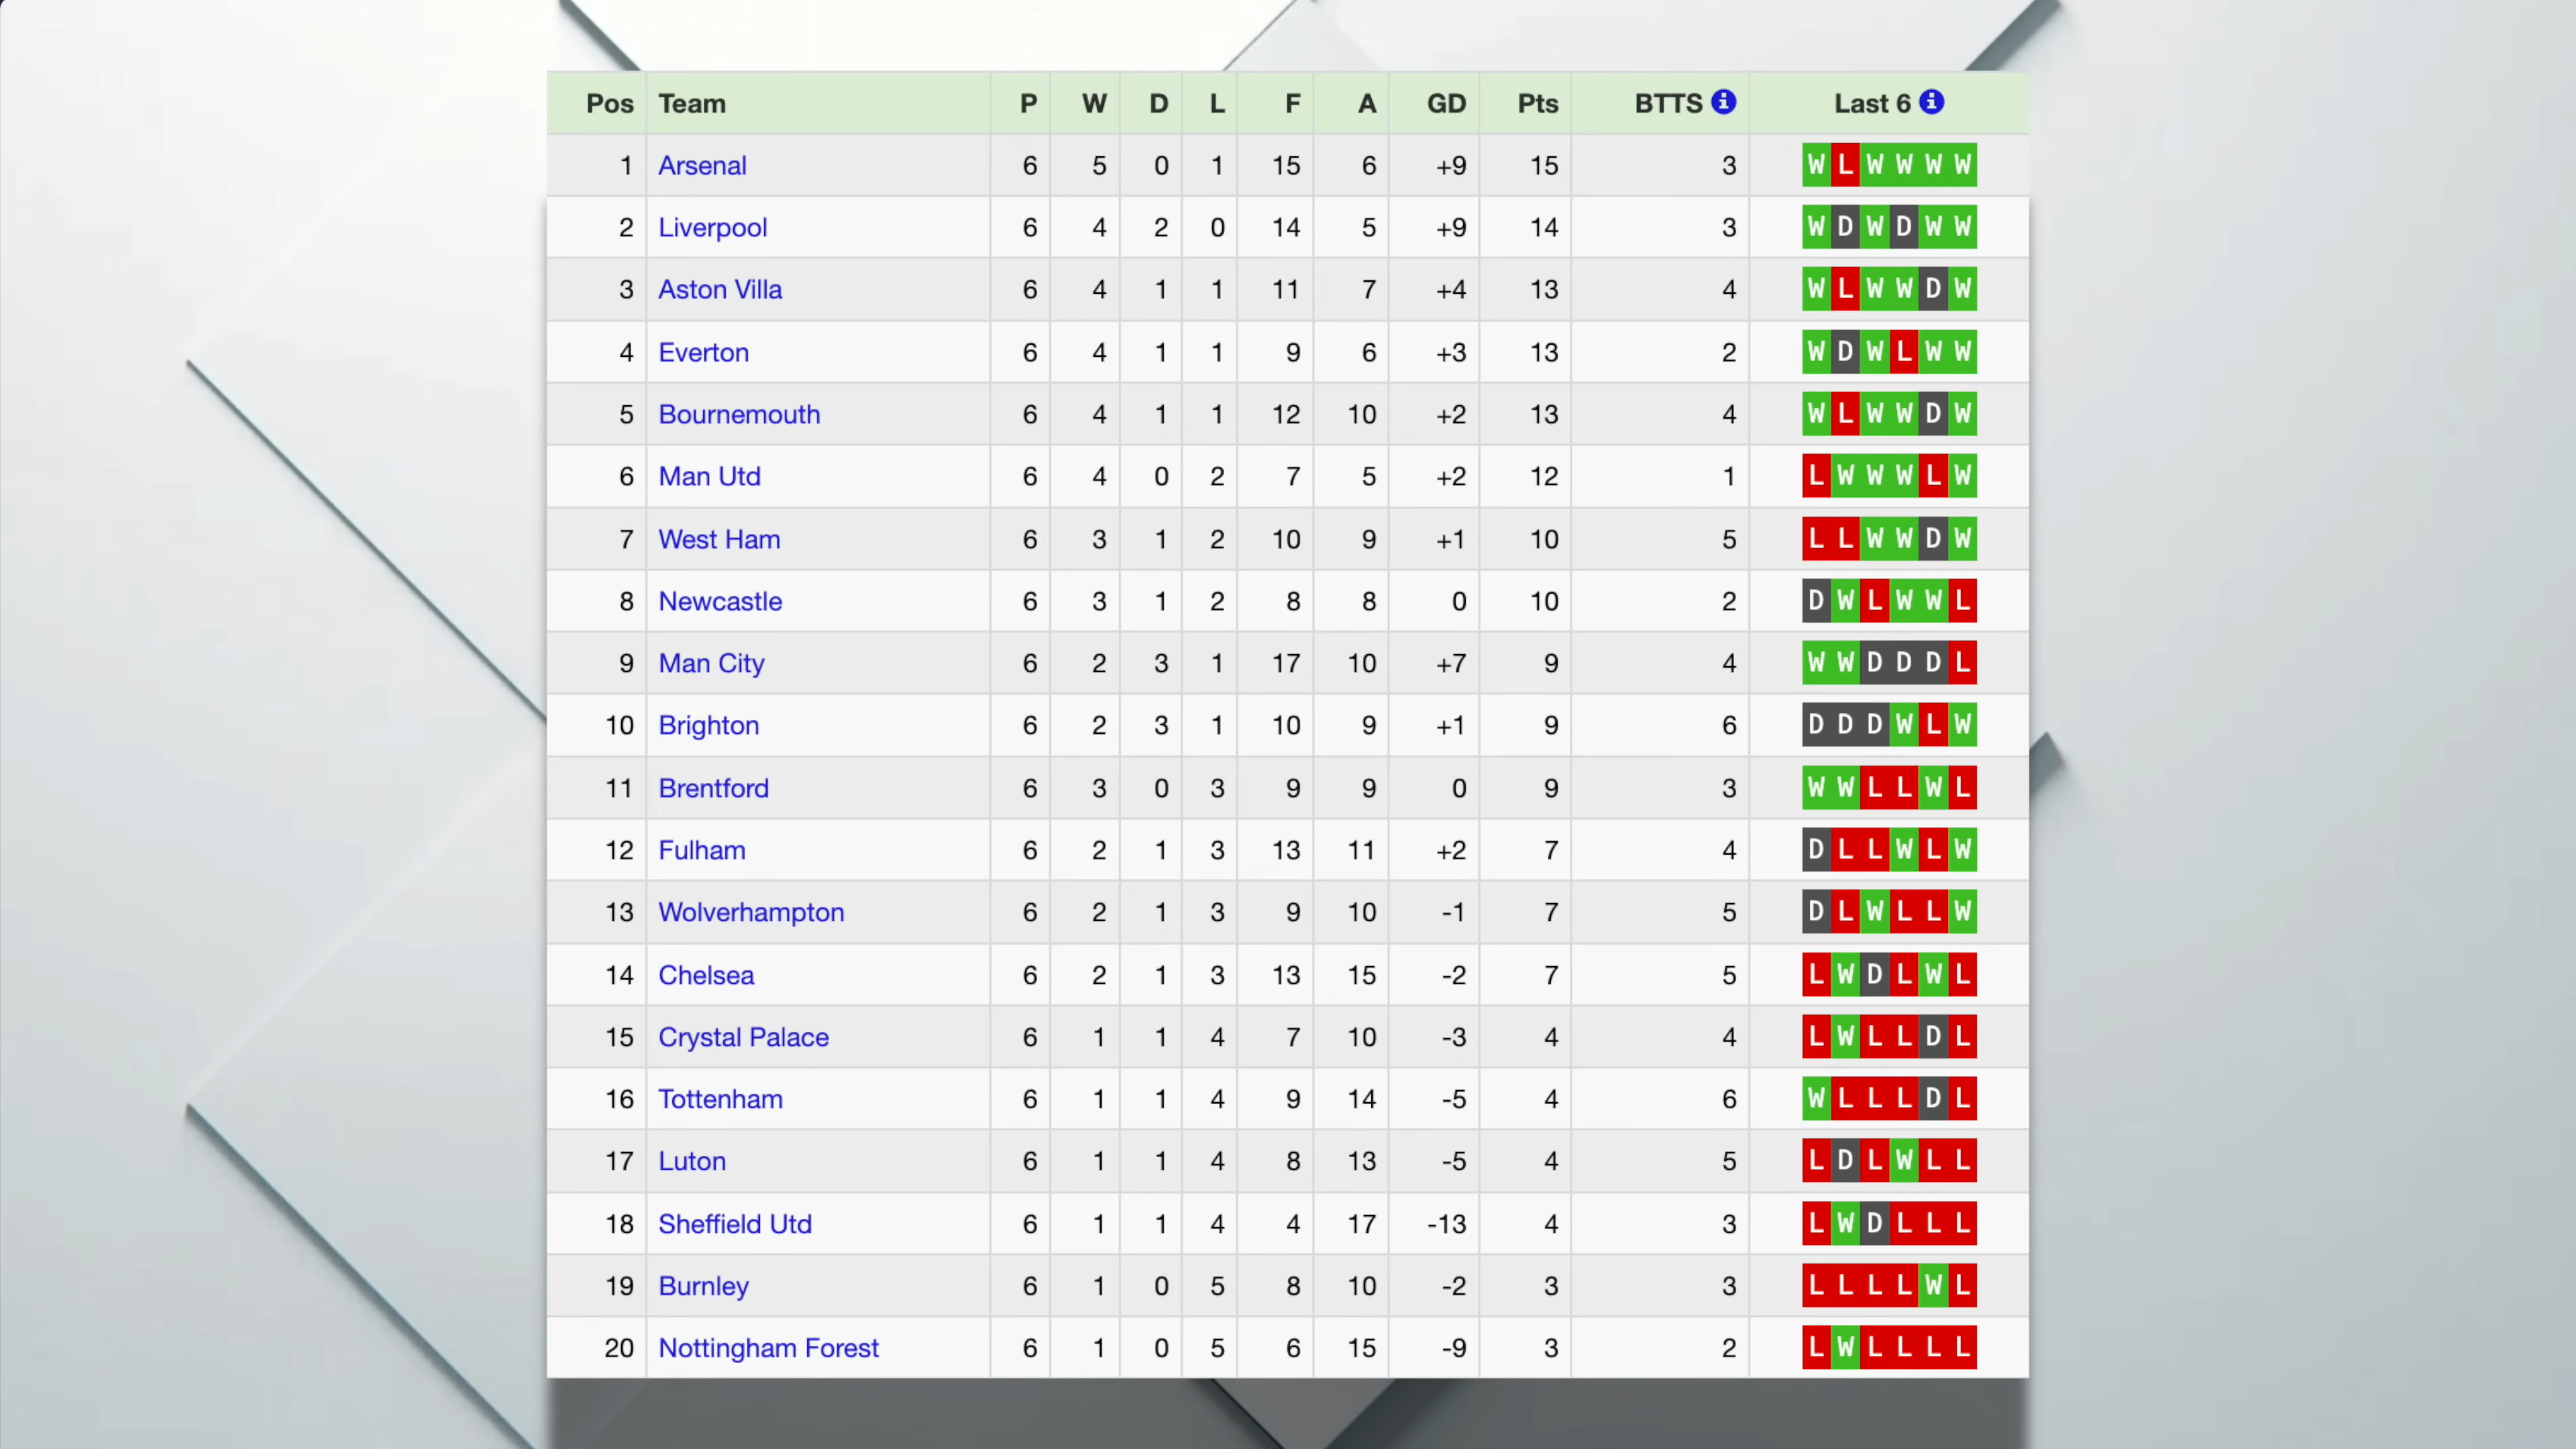 Pos Team P W D L F A GD Pts BTTS Last 6
1 Arsenal 6 5 0 1 15 6 +9 15 3 W L W W W W
2 Liverpool 6 4 2 0 14 5 +9 14 3 W D W D W W
3 Aston Villa 6 4 1 1 11 7 +4 13 4 W L W W D W
4 Everton 6 4 1 1 9 6 +3 13 2 W D W L W W
5 Bournemouth 6 4 1 1 12 10 +2 13 4 W L W W D W
6 Man Utd 6 4 0 2 7 5 +2 12 1 L W W W L W
7 West Ham 6 3 1 2 10 9 +1 10 5 L L W W D W
8 Newcastle 6 3 1 2 8 8 0 10 2 D W L W W L
9 Man City 6 2 3 1 17 10 +7 9 4 W W D D D L
10 Brighton 6 2 3 1 10 9 +1 9 6 D D D W L W
11 Brentford 6 3 0 3 9 9 0 9 3 W W L L W L
12 Fulham 6 2 1 3 13 11 +2 7 4 D L L W L W
13 Wolverhampton 6 2 1 3 9 10 -1 7 5 D L W L L W
14 Chelsea 6 2 1 3 13 15 -2 7 5 L W D L W L
15 Crystal Palace 6 1 1 4 7 10 -3 4 4 L W L L D L
16 Tottenham 6 1 1 4 9 14 -5 4 6 W L L L D L
17 Luton 6 1 1 4 8 13 -5 4 5 L D L W L L
18 Sheffield Utd 6 1 1 4 4 17 -13 4 3 L W D L L L
19 Burnley 6 1 0 5 8 10 -2 3 3 L L L L W L
20 Nottingham Forest 6 1 0 5 6 15 -9 3 2 L W L L L L